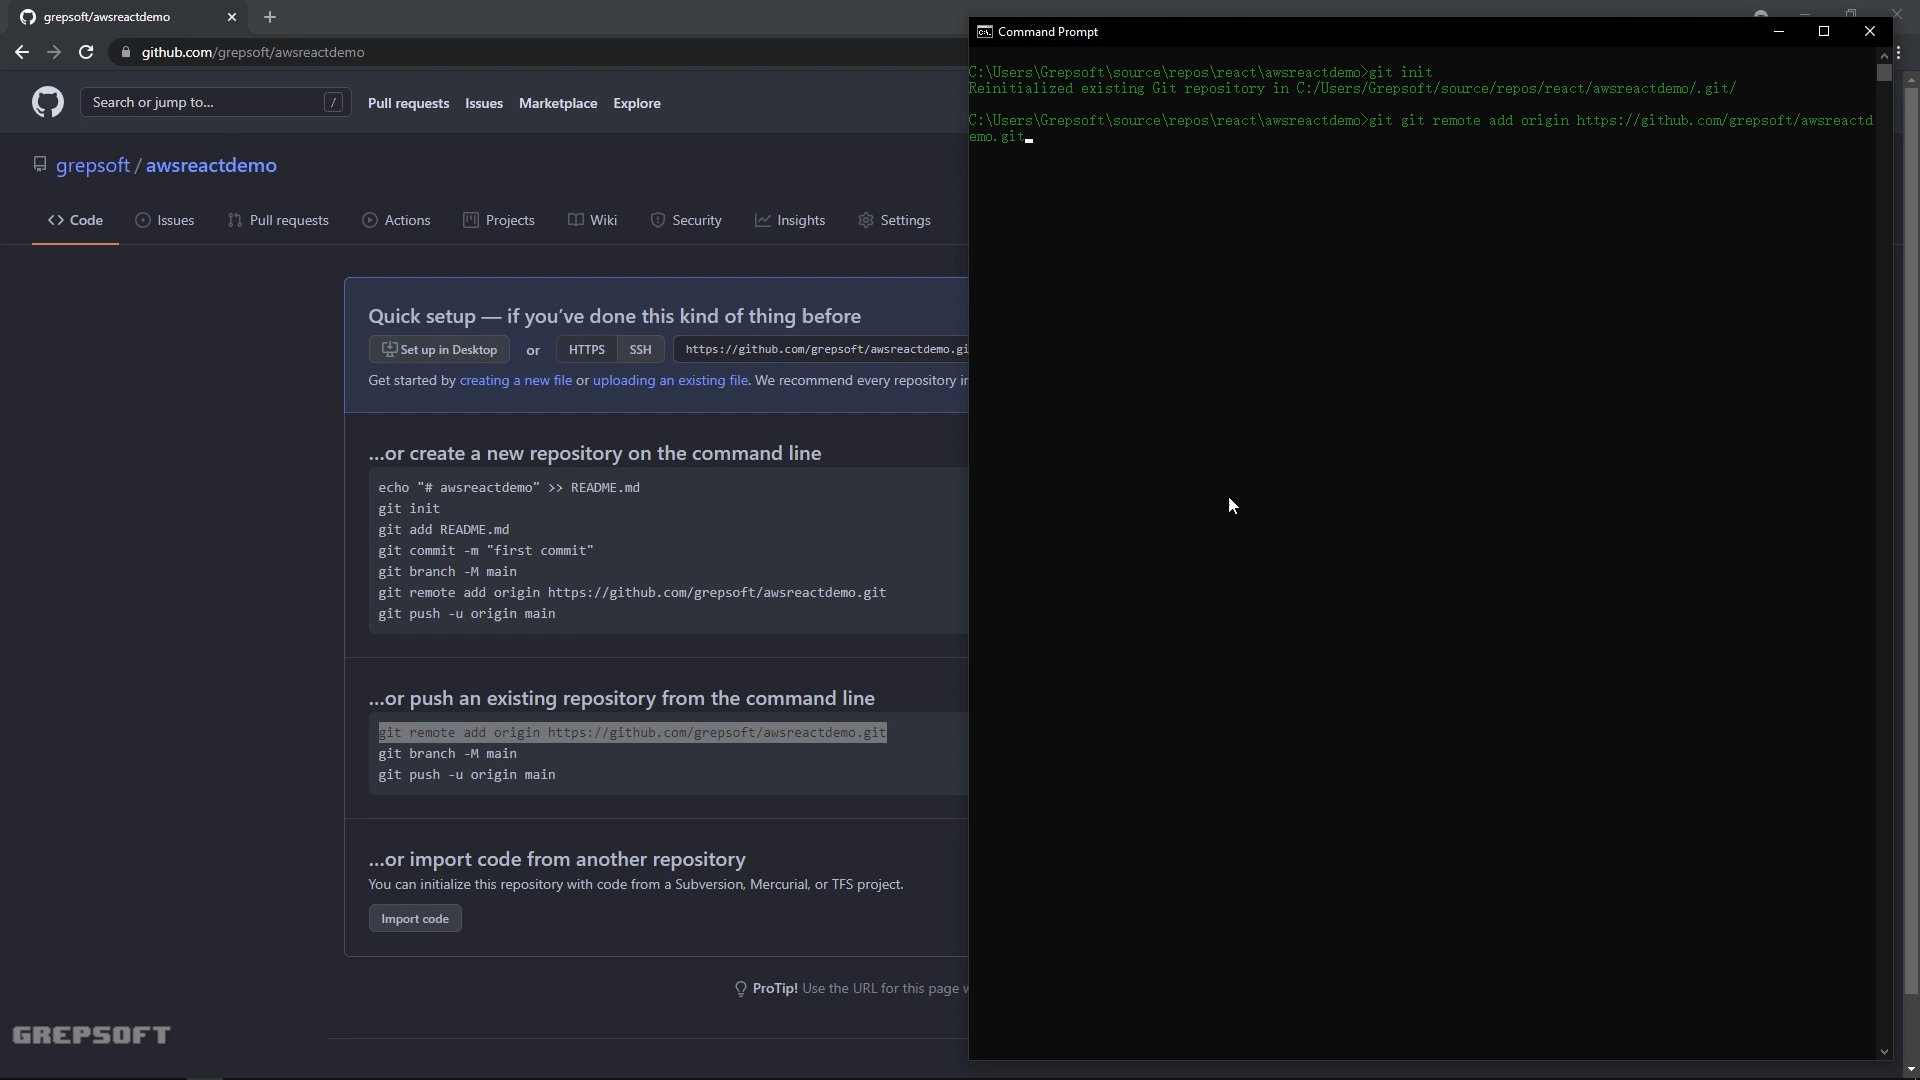 grepsoft/awsreactdemo
github.com/grepsoft/awsreactdemo
Search or jump to...
/
Pull requests
Issues
Marketplace
Explore
grepsoft / awsreactdemo
<> Code
Issues
Pull requests
Actions
Projects
Wiki
Security
Insights
Settings
Quick setup — if you've done this kind of thing before
Set up in Desktop
or
HTTPS
SSH
https://github.com/grepsoft/awsreactdemo.gi
Get started by creating a new file or uploading an existing file. We recommend every repository i
...or create a new repository on the command line
echo "# awsreactdemo" >> README.md
git init
git add README.md
git commit -m "first commit"
git branch -M main
git remote add origin https://github.com/grepsoft/awsreactdemo.git
git push -u origin main
...or push an existing repository from the command line
git remote add origin https://github.com/grepsoft/awsreactdemo.git
git branch -M main
git push -u origin main
...or import code from another repository
You can initialize this repository with code from a Subversion, Mercurial, or TFS project.
Import code
ProTip! Use the URL for this page
GREPSOFT
Command Prompt
C:\Users\Grepsoft\source\repos\react\awsreactdemo>git init
Reinitialized existing Git repository in C:/Users/Grepsoft/source/repos/react/awsreactdemo/.git/
C:\Users\Grepsoft\source\repos\react\awsreactdemo>git git remote add origin https://github.com/grepsoft/awsreactd
emo.git